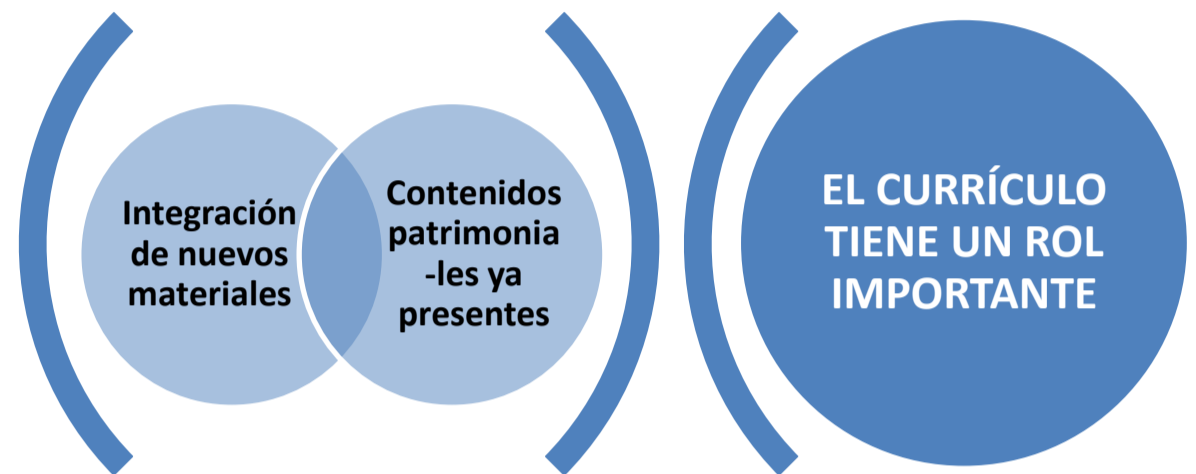 Integración
de nuevos
materiales
Contenidos
patrimonia
-les ya
presentes
EL CURRÍCULO
TIENE UN ROL
IMPORTANTE